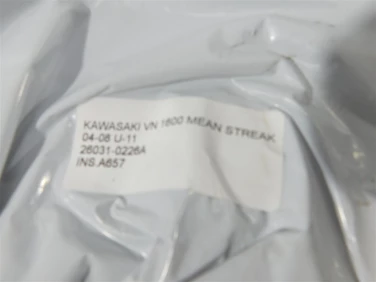 KAWASAKI VN 1600 MEAN STREAK
04-08 U-11
26031-0226A
INS.A657